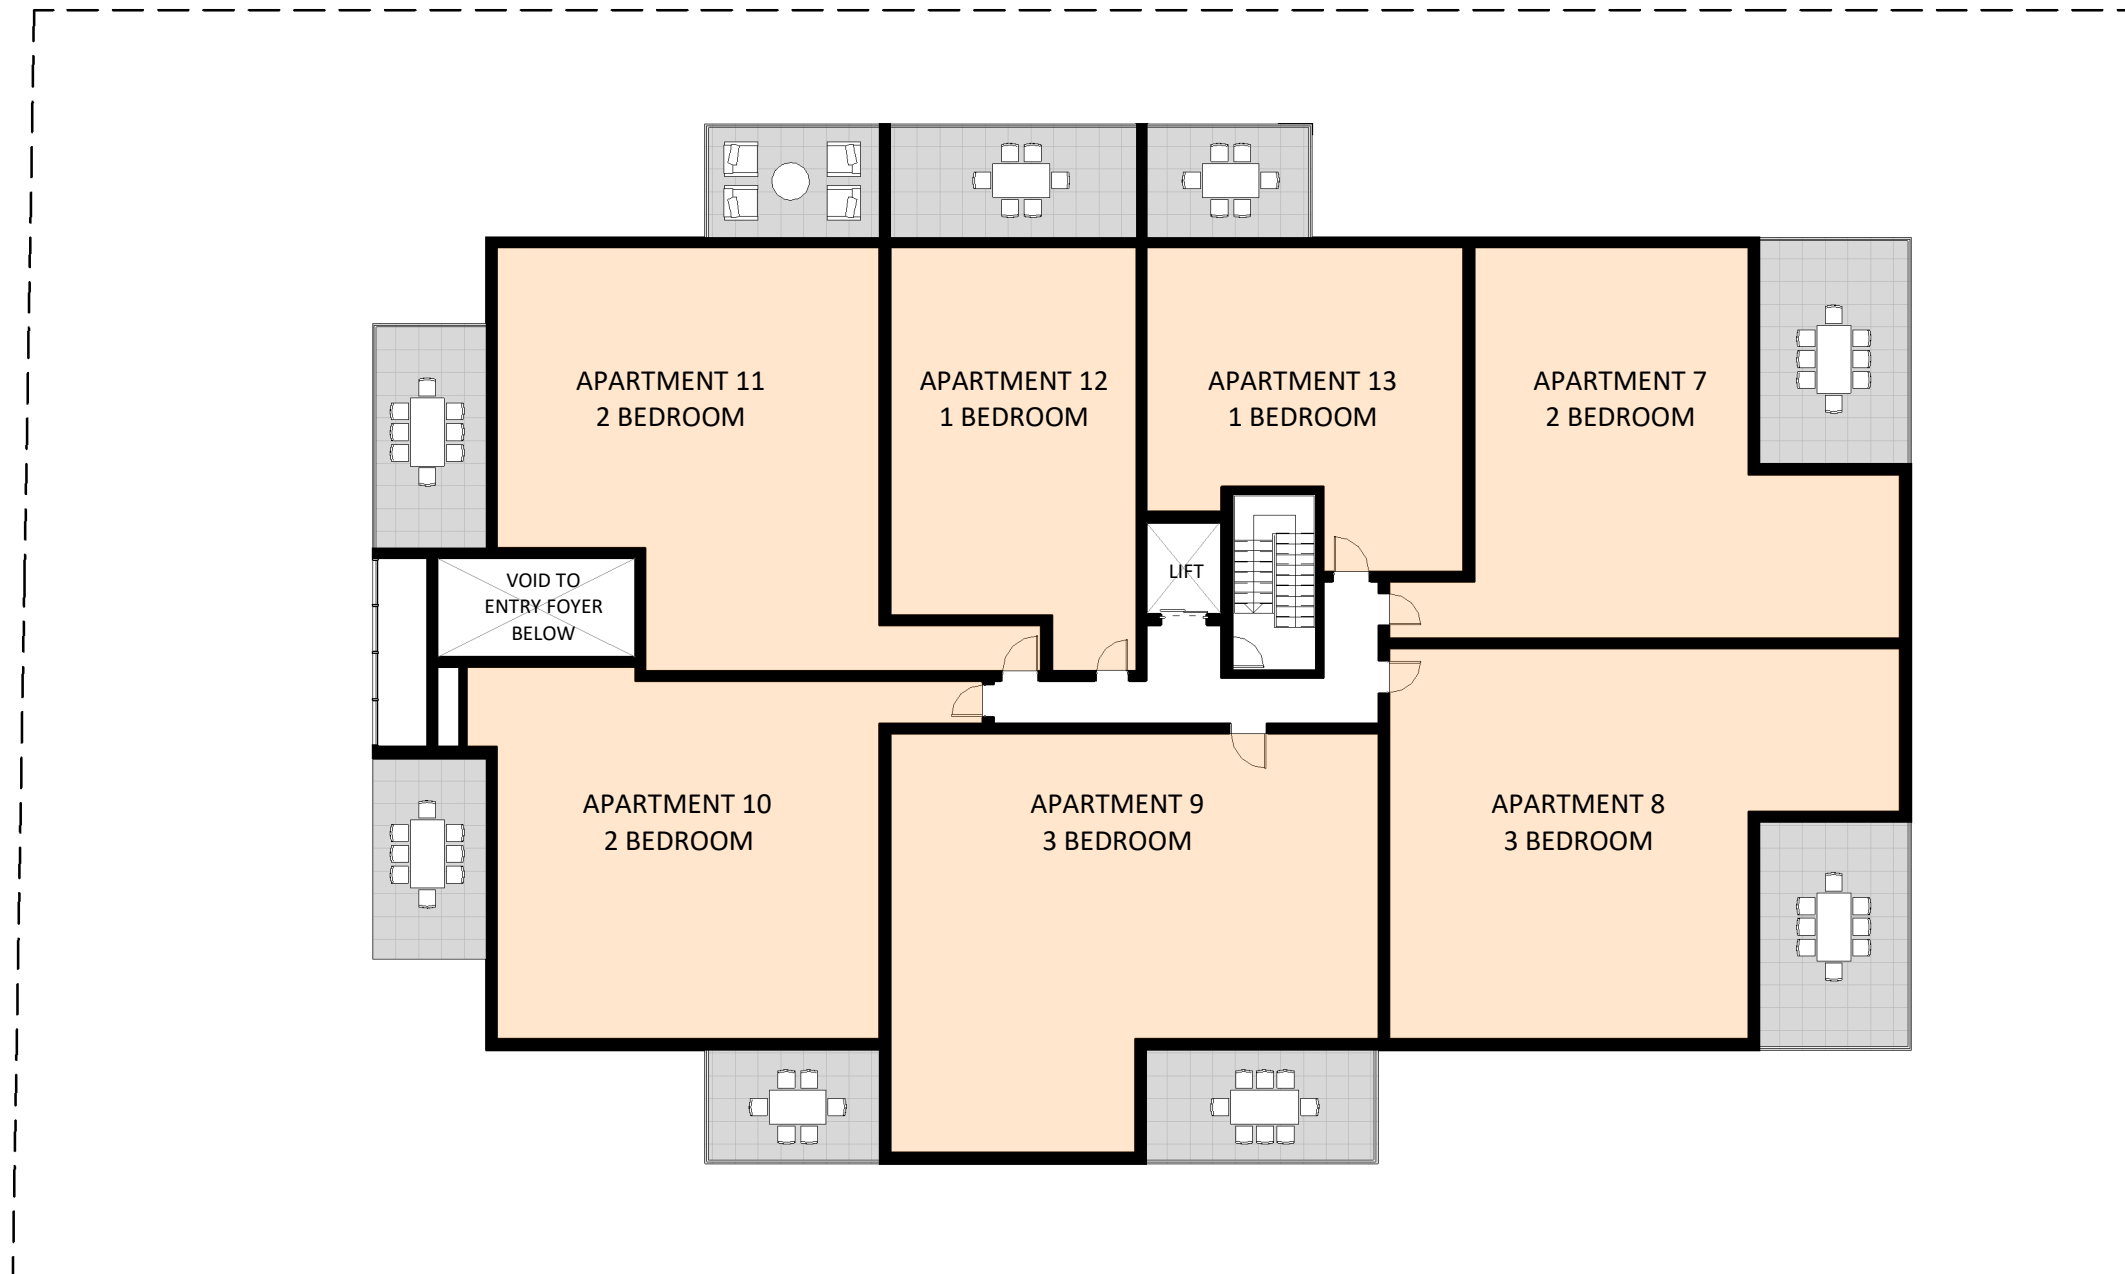 APARTMENT 11
2 BEDROOM
APARTMENT 12
1 BEDROOM
APARTMENT 13
1 BEDROOM
APARTMENT 7
2 BEDROOM
VOID TO
ENTRY FOYER
BELOW
LIFT
APARTMENT 10
2 BEDROOM
APARTMENT 9
3 BEDROOM
APARTMENT 8
3 BEDROOM